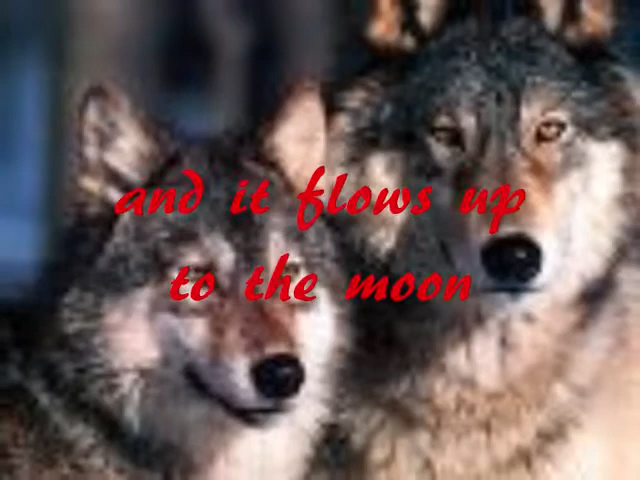 and it flows up
to the moon